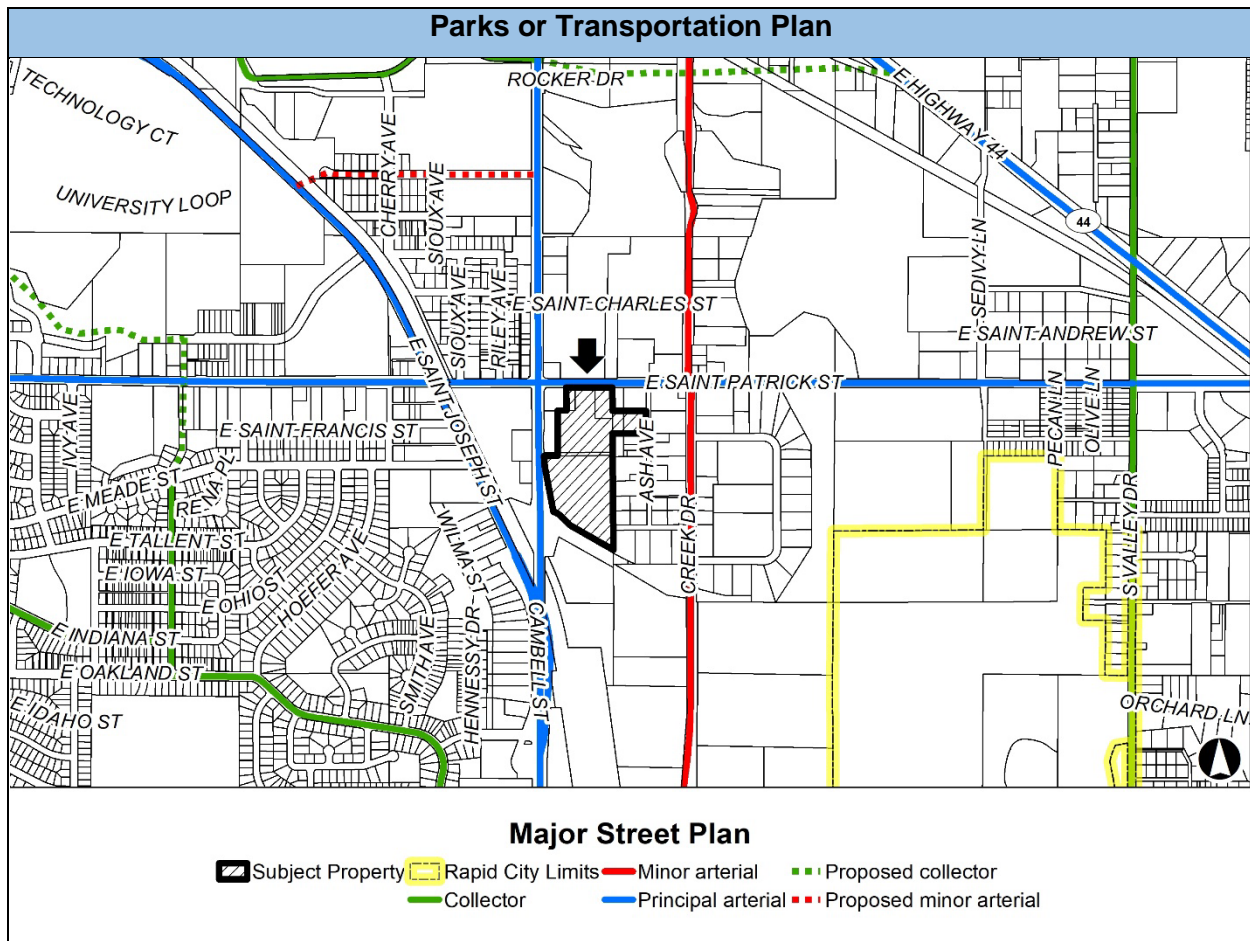 Parks or Transportation Plan
TECHNOLOGY CT
UNIVERSITY LOOP
CHERRY AVE
SIOUX AVE
ROCKER DR
E HIGHWAY 44
44
SIOUX AVE
RILEY AVE
E SAINT CHARLES ST
E SEDIVY LN
E SAINT ANDREW ST
E SAINT JOSEPH ST
E SAINT PATRICK ST
IVY AVE
E SAINT FRANCIS ST
ASH AVE
PECAN LN
OLIVE LN
E MEADE ST
RENA PL
E TALLENT ST
E IOWA ST
E OHIO ST
HOFFER AVE
WILMA ST
CREEK DR
S VALLEY DR
E INDIANA ST
E OAKLAND ST
SMITH AVE
HENNESSY DR
CAMBELL ST
E IDAHO ST
ORCHARD LN
Major Street Plan
Subject Property Rapid City Limits Minor arterial Proposed collector
Collector Principal arterial Proposed minor arterial